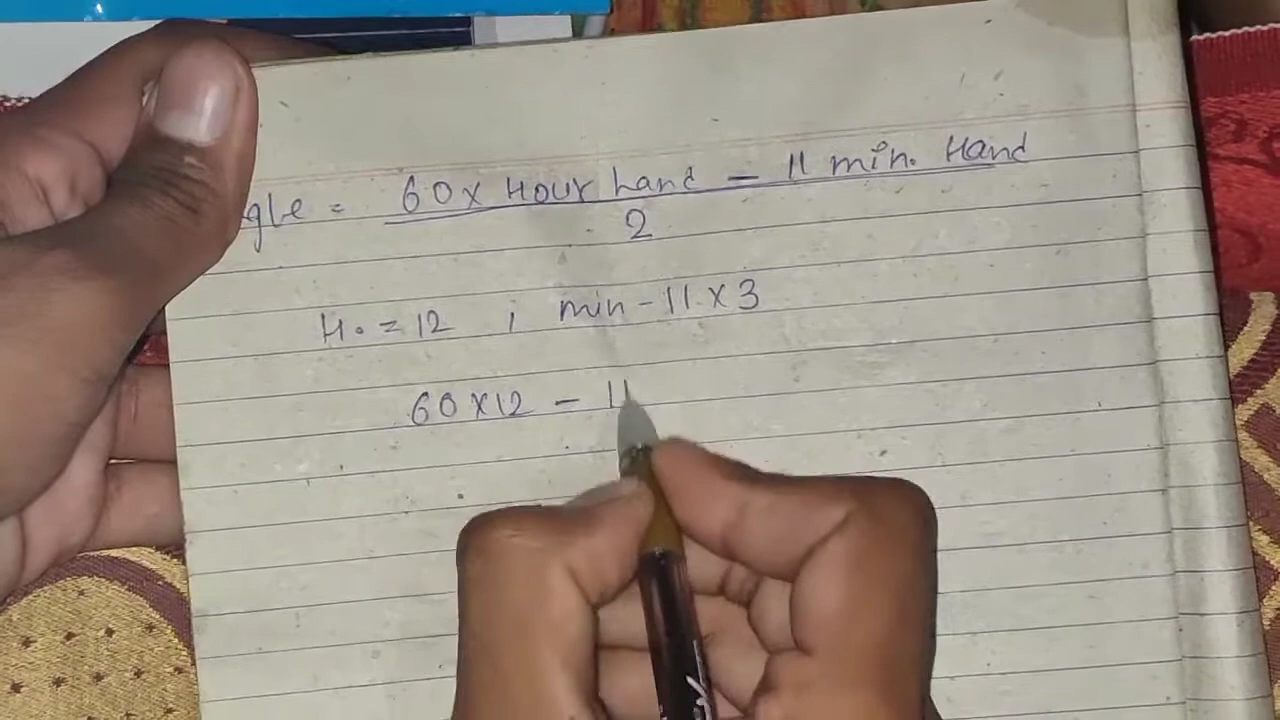 gle = 60 x Hour hand - 11 min. Hand
2
H. = 12 , min - 11 x 3
60 x 12 - 11